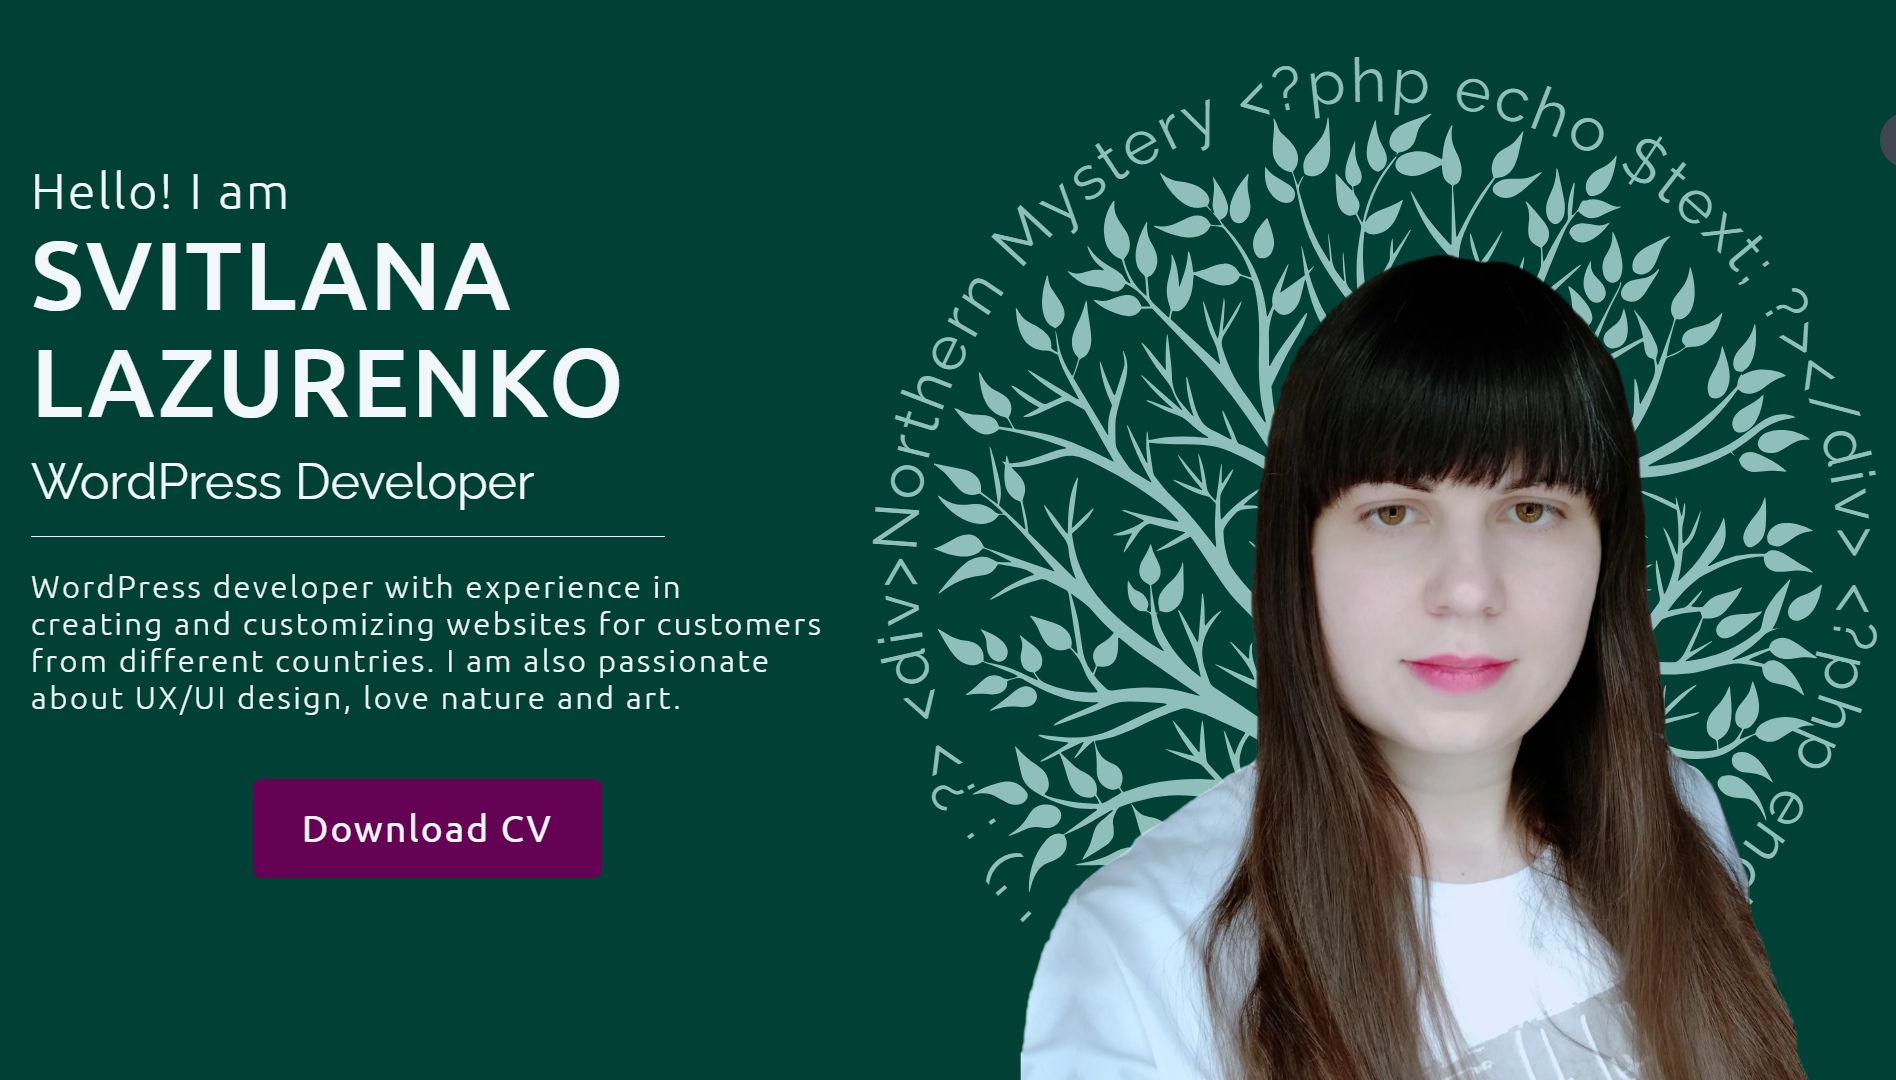 Hello! I am
SVITLANA
LAZURENKO
WordPress Developer
WordPress developer with experience in
creating and customizing websites for customers
from different countries. I am also passionate
about UX/UI design, love nature and art.
Download CV
<div>Northern Mystery <?php echo $text; ?></div> <?php
?>